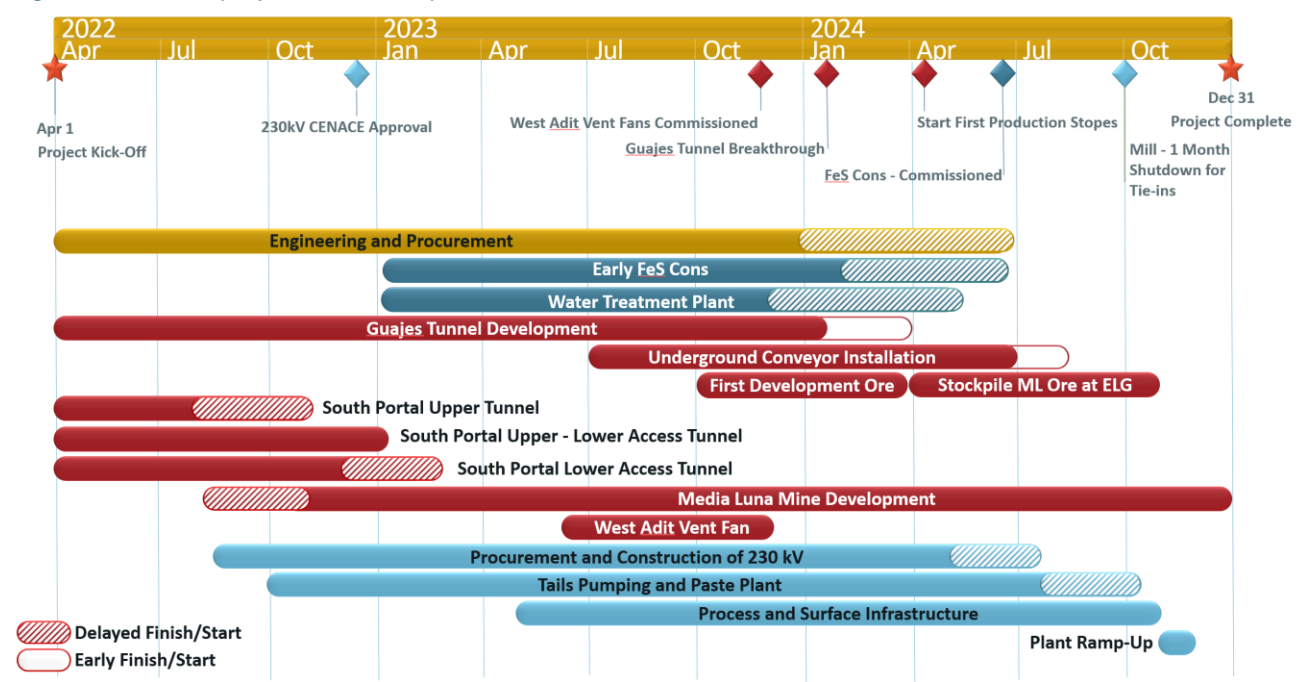 2022 2023 2024
Apr Jul Oct Jan Apr Jul Oct Jan Apr Jul Oct
Apr 1
Project Kick-Off
230kV CENACE Approval
West Adit Vent Fans Commissioned
Guajes Tunnel Breakthrough
FeS Cons - Commissioned
Start First Production Stopes
Mill - 1 Month
Shutdown for
Tie-ins
Dec 31
Project Complete
Engineering and Procurement
Early FeS Cons
Water Treatment Plant
Guajes Tunnel Development
Underground Conveyor Installation
First Development Ore Stockpile ML Ore at ELG
South Portal Upper Tunnel
South Portal Upper - Lower Access Tunnel
South Portal Lower Access Tunnel
Media Luna Mine Development
West Adit Vent Fan
Procurement and Construction of 230 kV
Tails Pumping and Paste Plant
Process and Surface Infrastructure
Plant Ramp-Up
Delayed Finish/Start
Early Finish/Start